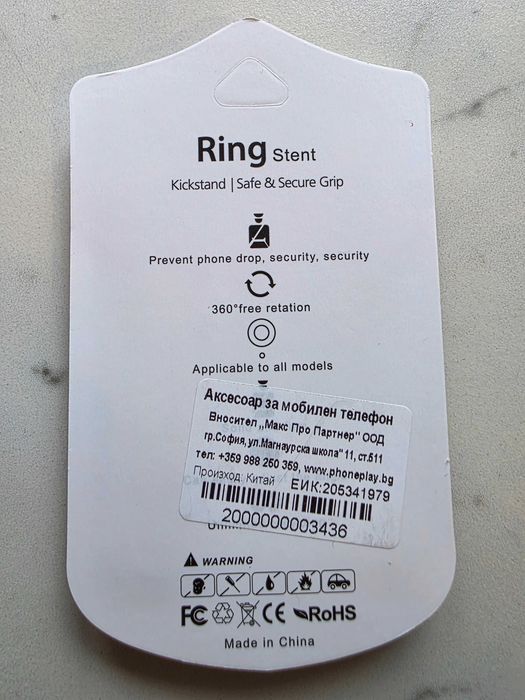 Ring Stent
Kickstand | Safe & Secure Grip
Prevent phone drop, security, security
360°free retation
Applicable to all models
Аксесоар за мобилен телефон
Вносител „Макс Про Партнер" ООД
гр.София, ул.Магнаурска школа" 11, ст.511
тел: +359 988 250 359, www.phoneplay.bg
Произход: Китай ЕИК:205341979
2000000003436
WARNING
FC CE RoHS
Made in China